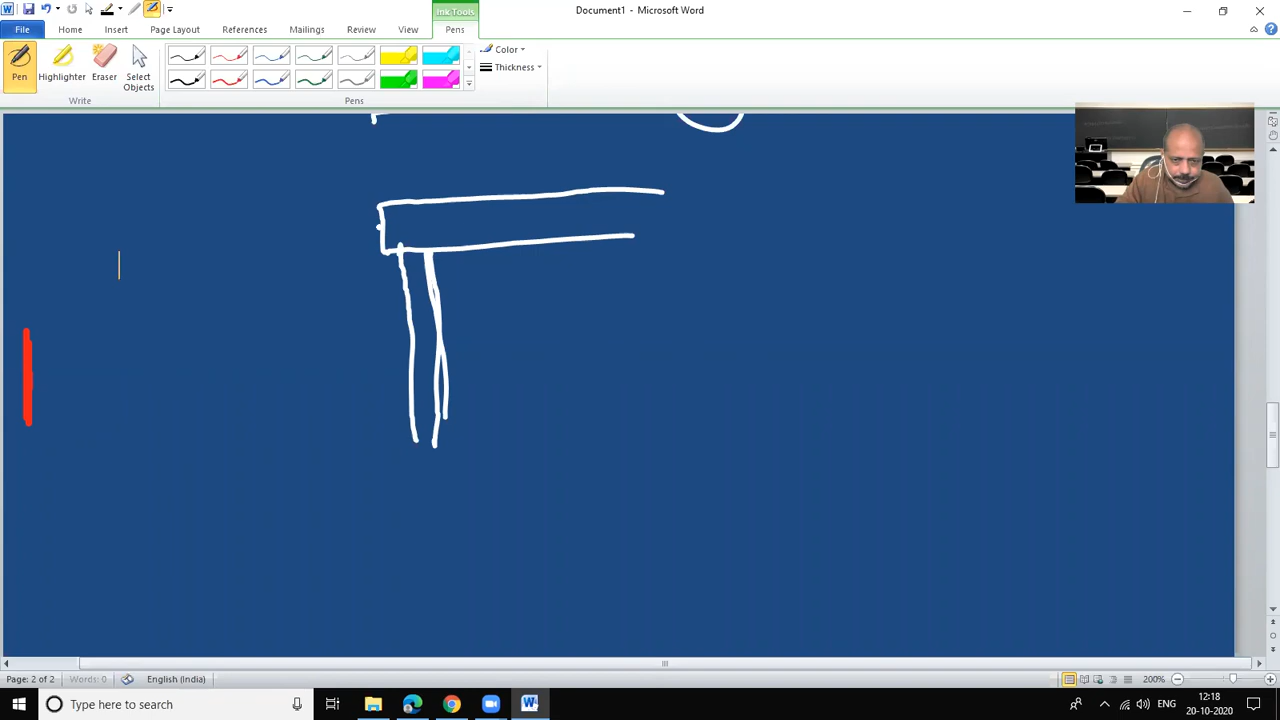 Ink Tools
Document1 - Microsoft Word
File Home Insert Page Layout References Mailings Review View Pens
Pen Highlighter Eraser Select Objects
Color
Thickness
Write Pens
Page: 2 of 2 Words: 0 English (India) 200%
Type here to search ENG 12:18
20-10-2020